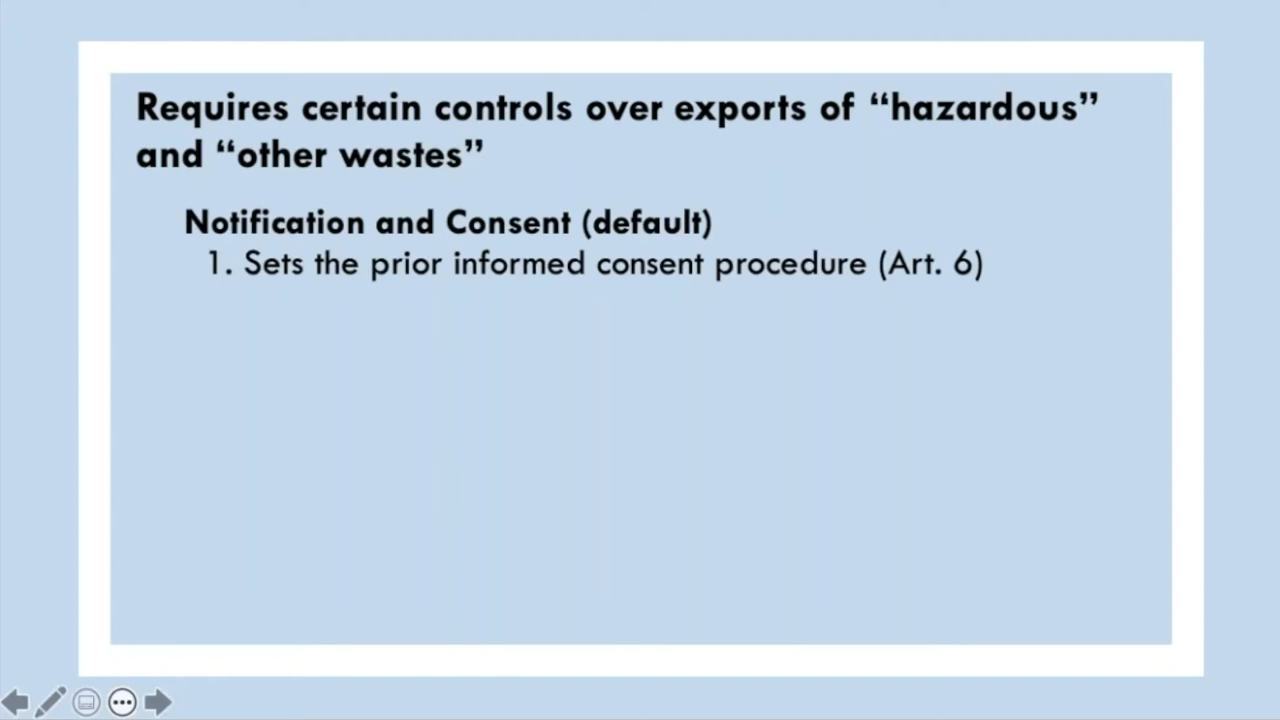 Requires certain controls over exports of “hazardous”
and “other wastes”
Notification and Consent (default)
1. Sets the prior informed consent procedure (Art. 6)